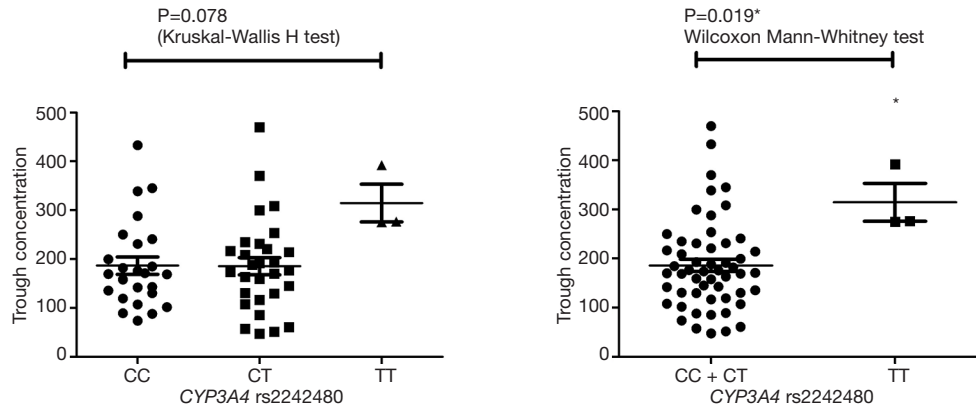 P=0.078
(Kruskal-Wallis H test)
500
400
300
200
100
0
Trough concentration
CC
CT
TT
CYP3A4 rs2242480
P=0.019*
Wilcoxon Mann-Whitney test
*
500
400
300
200
100
0
Trough concentration
CC + CT
TT
CYP3A4 rs2242480